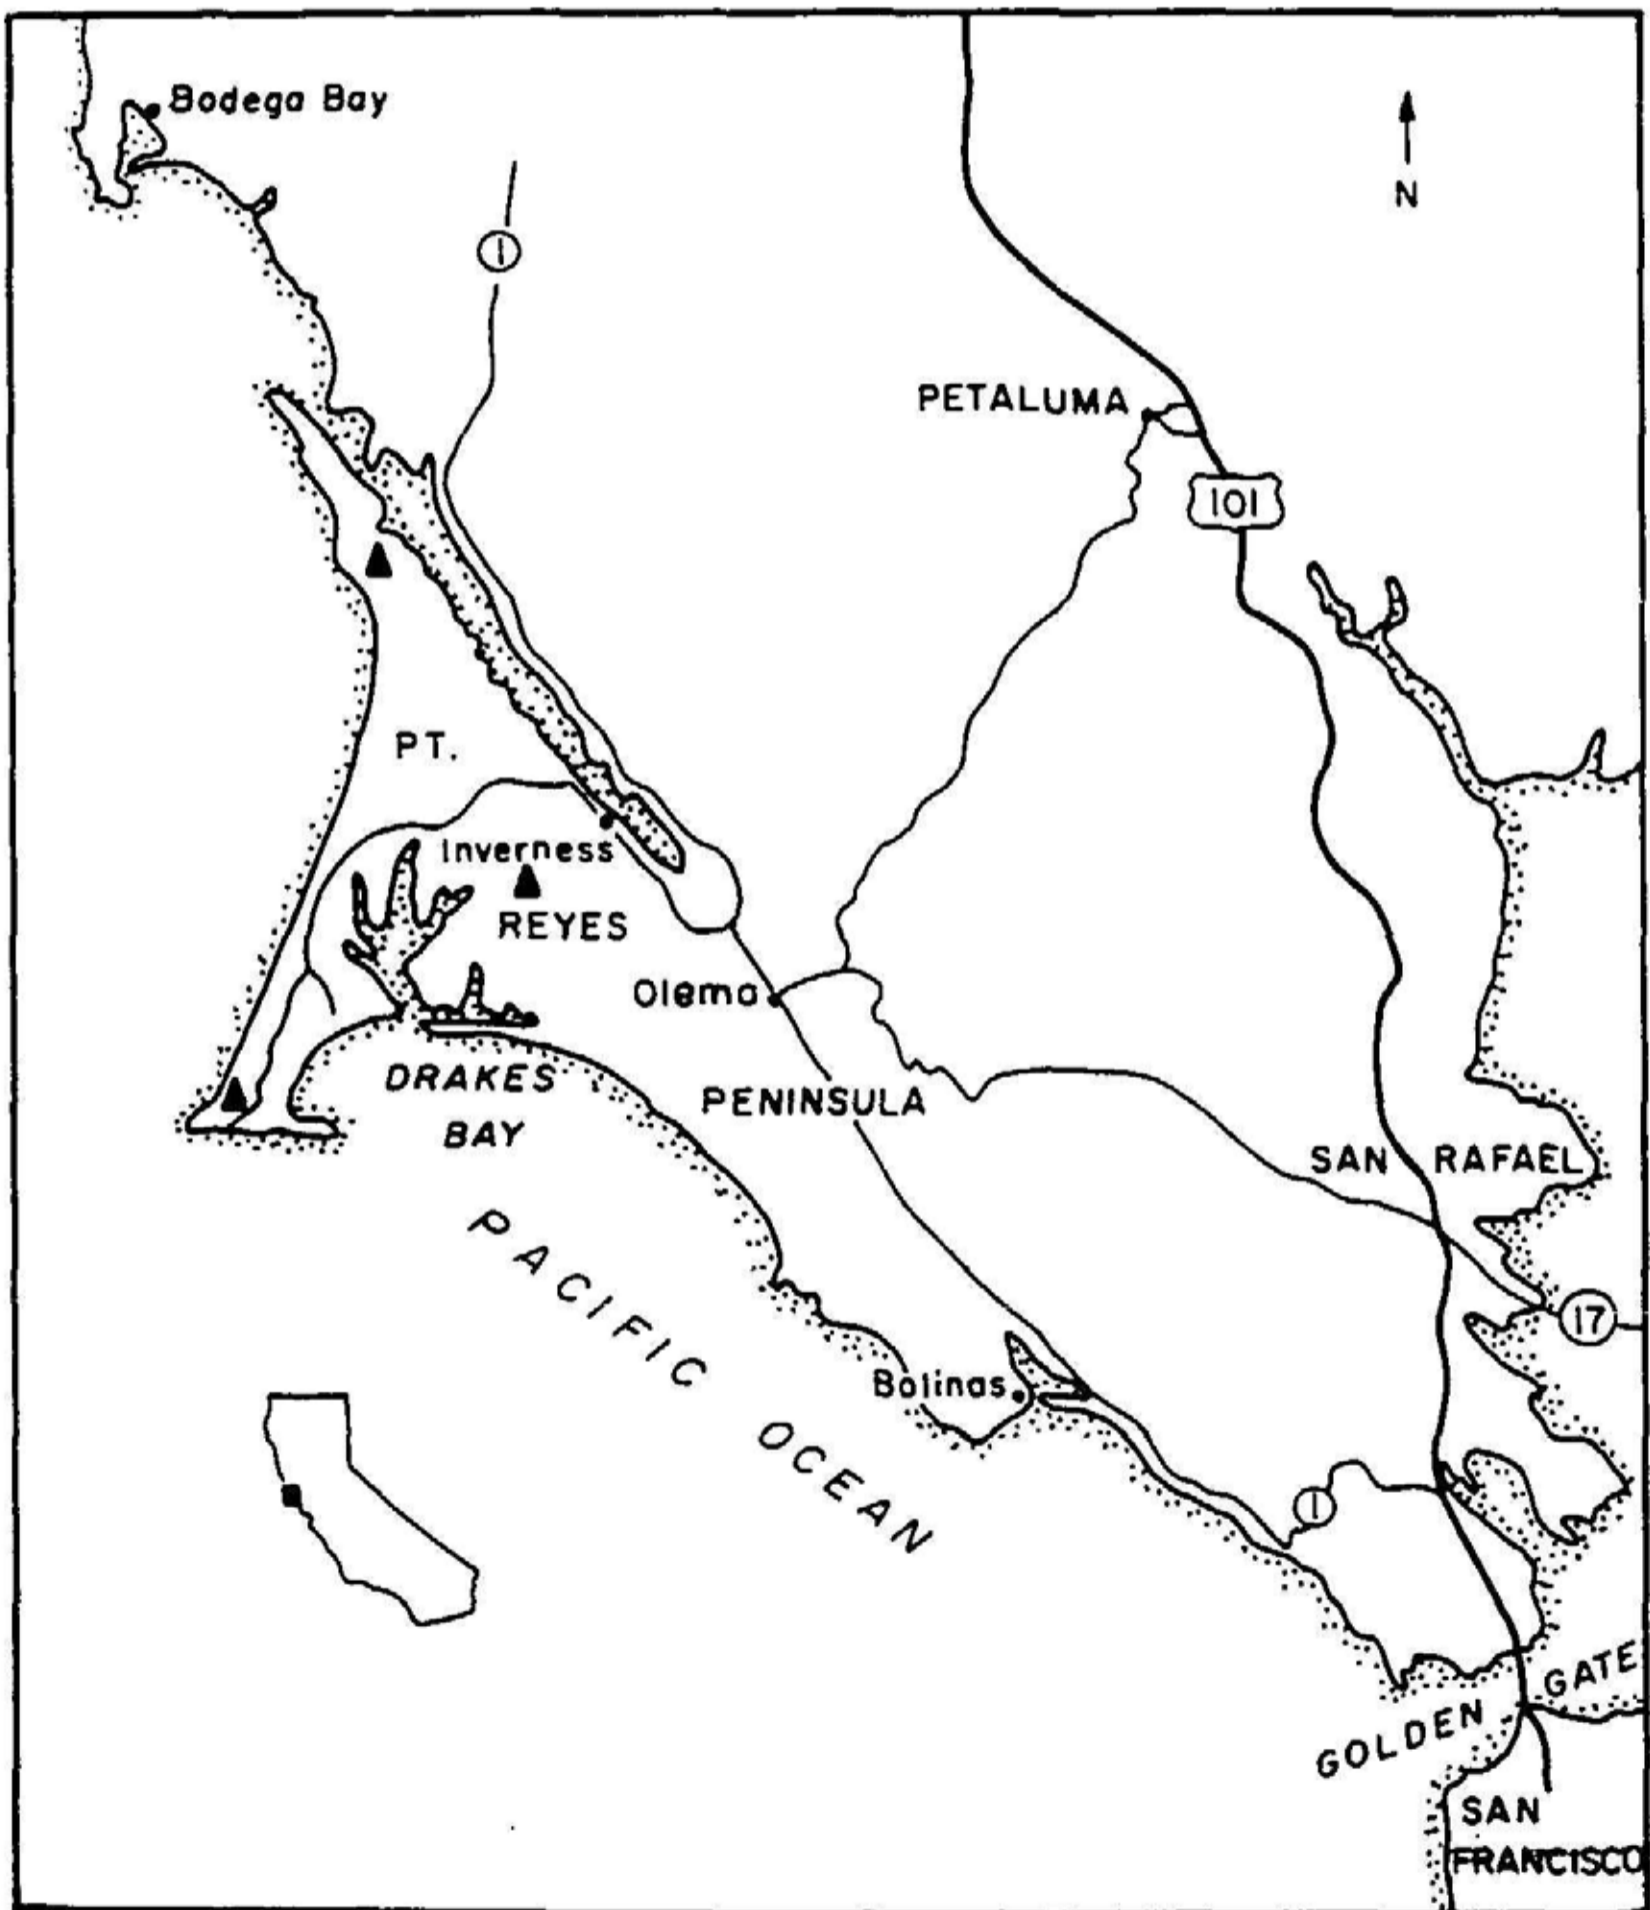 Bodega Bay
1
N
PETALUMA
101
PT.
Inverness
REYES
Olema
DRAKES
BAY
PENINSULA
SAN RAFAEL
PACIFIC OCEAN
17
Bolinas
1
GOLDEN GATE
SAN
FRANCISCO